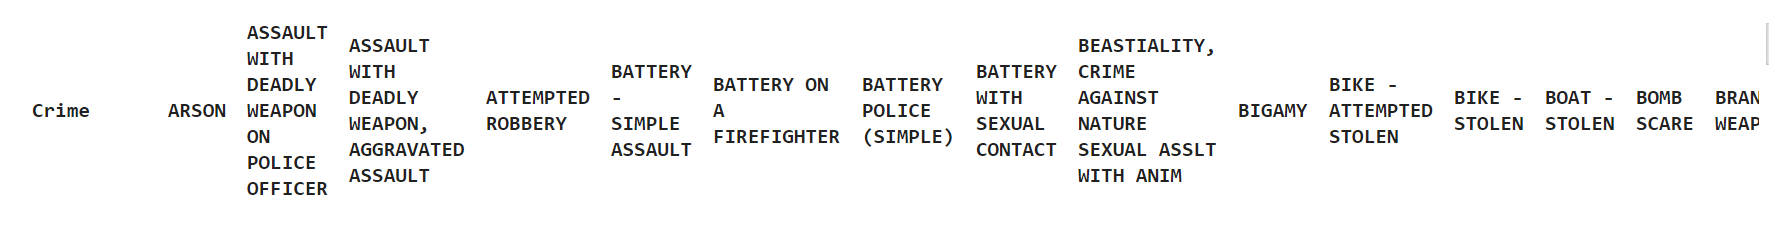 Crime
ARSON
ASSAULT
WITH
DEADLY
WEAPON
ON
POLICE
OFFICER
ASSAULT
WITH
DEADLY
WEAPON,
AGGRAVATED
ASSAULT
ATTEMPTED
ROBBERY
BATTERY
-
SIMPLE
ASSAULT
BATTERY ON
A
FIREFIGHTER
BATTERY
POLICE
(SIMPLE)
BATTERY
WITH
SEXUAL
CONTACT
BEASTIALITY,
CRIME
AGAINST
NATURE
SEXUAL ASSLT
WITH ANIM
BIGAMY
BIKE -
ATTEMPTED
STOLEN
BIKE -
STOLEN
BOAT -
STOLEN
BOMB
SCARE
BRAN
WEAP